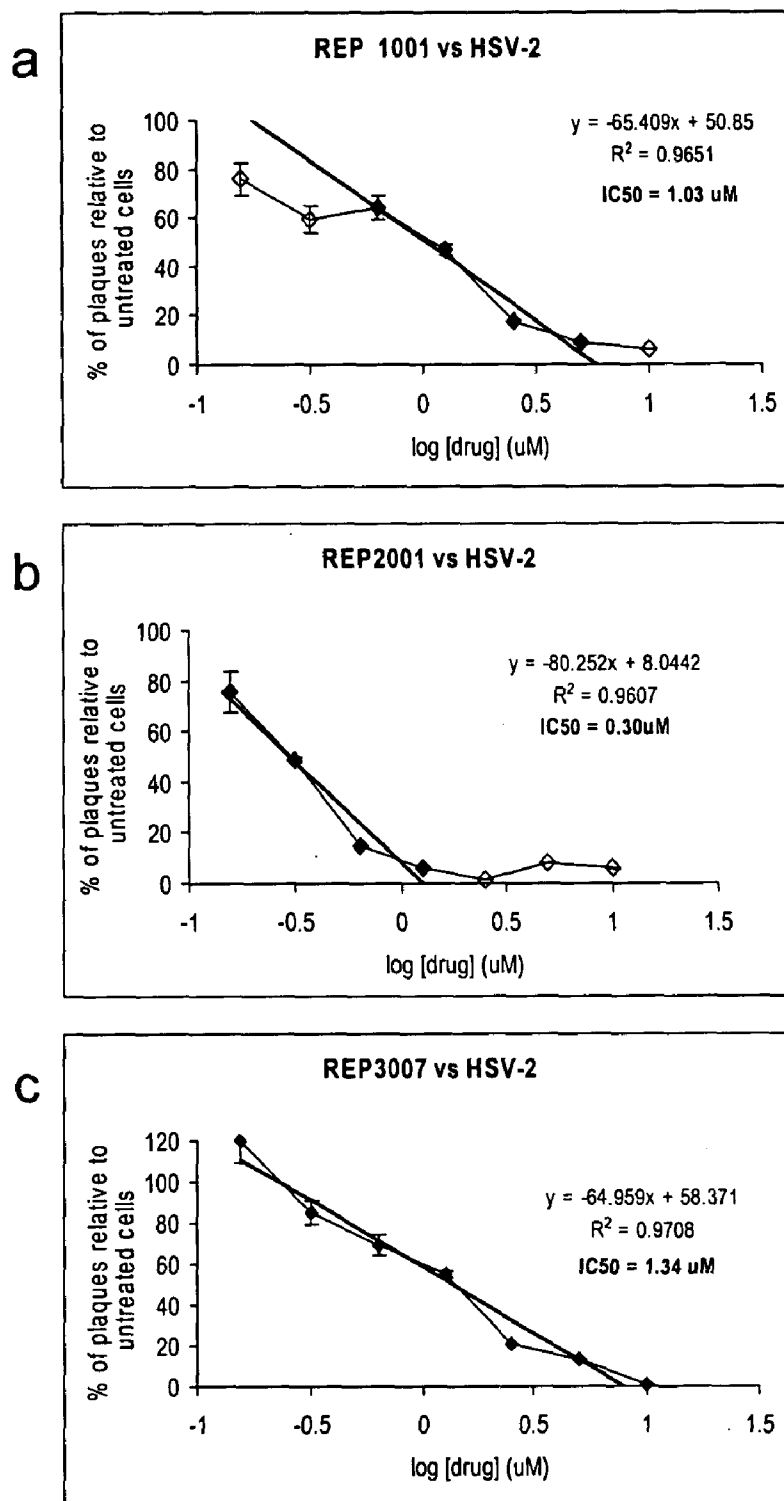 a
REP 1001 vs HSV-2
% of plaques relative to
untreated cells
100
80
60
40
20
0
y = -65.409x + 50.85
R² = 0.9651
IC50 = 1.03 uM
-1 -0.5 0 0.5 1 1.5
log [drug] (uM)
b
REP2001 vs HSV-2
% of plaques relative to
untreated cells
100
80
60
40
20
0
y = -80.252x + 8.0442
R² = 0.9607
IC50 = 0.30uM
-1 -0.5 0 0.5 1 1.5
log [drug] (uM)
c
REP3007 vs HSV-2
% of plaques relative to
untreated cells
120
100
80
60
40
20
0
y = -64.959x + 58.371
R² = 0.9708
IC50 = 1.34 uM
-1 -0.5 0 0.5 1 1.5
log [drug] (uM)